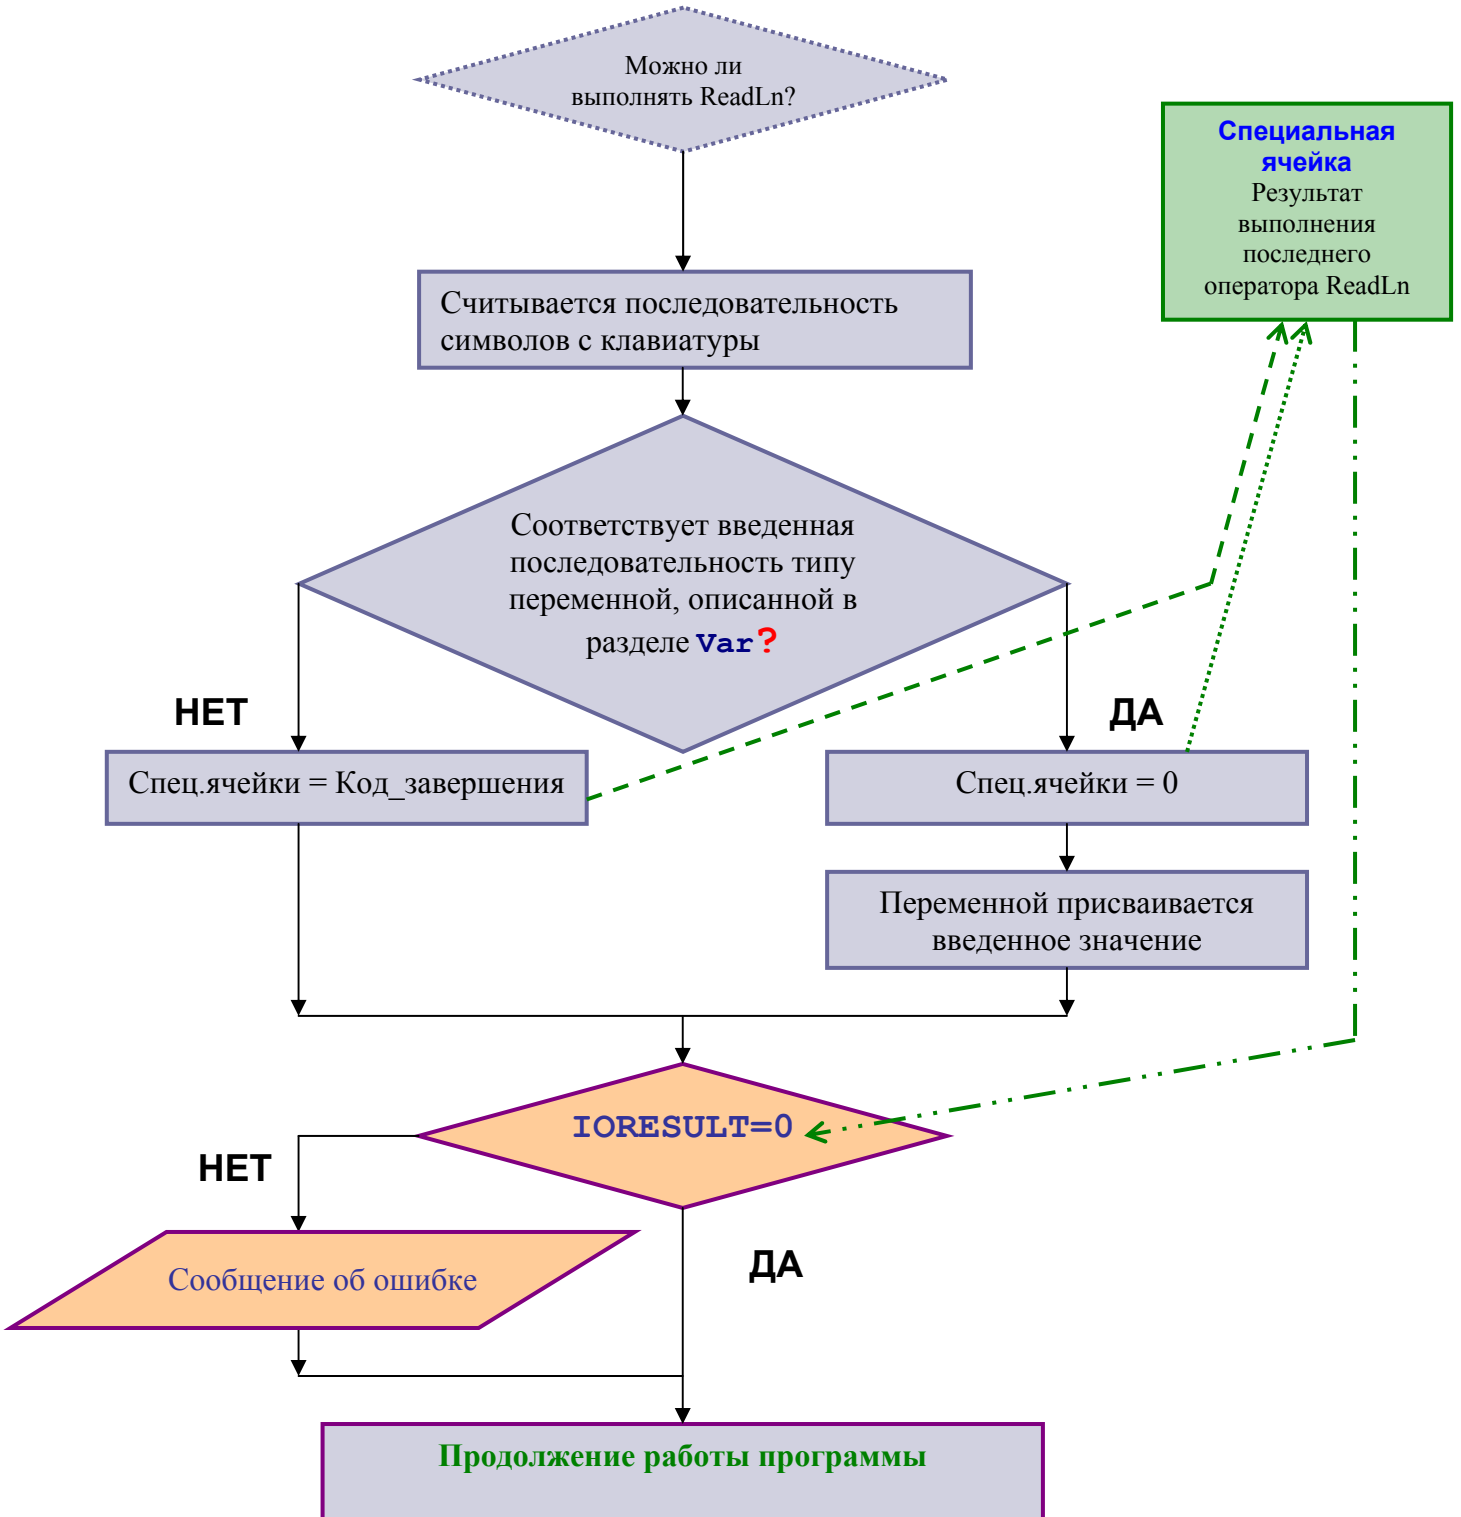 Можно ли
выполнять ReadLn?
Специальная
ячейка
Результат
выполнения
последнего
оператора ReadLn
Считывается последовательность
символов с клавиатуры
Соответствует введенная
последовательность типу
переменной, описанной в
разделе Var?
НЕТ
ДА
Спец.ячейки = Код_завершения
Спец.ячейки = 0
Переменной присваивается
введенное значение
IORESULT=0
НЕТ
ДА
Сообщение об ошибке
Продолжение работы программы